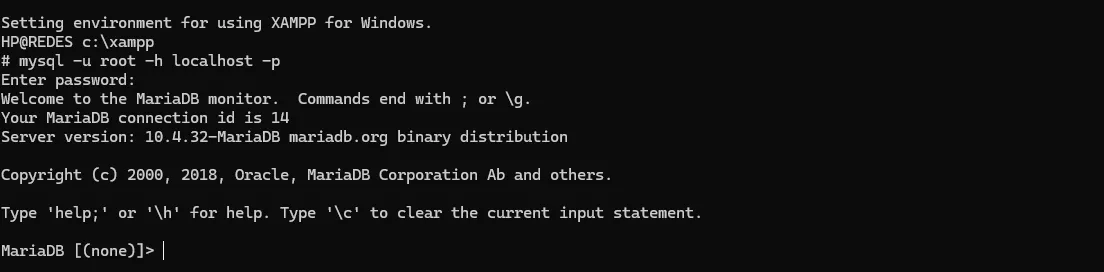 Setting environment for using XAMPP for Windows.
HP@REDES c:\xampp
# mysql -u root -h localhost -p
Enter password:
Welcome to the MariaDB monitor.  Commands end with ; or \g.
Your MariaDB connection id is 14
Server version: 10.4.32-MariaDB mariadb.org binary distribution
Copyright (c) 2000, 2018, Oracle, MariaDB Corporation Ab and others.
Type 'help;' or '\h' for help. Type '\c' to clear the current input statement.
MariaDB [(none)]>